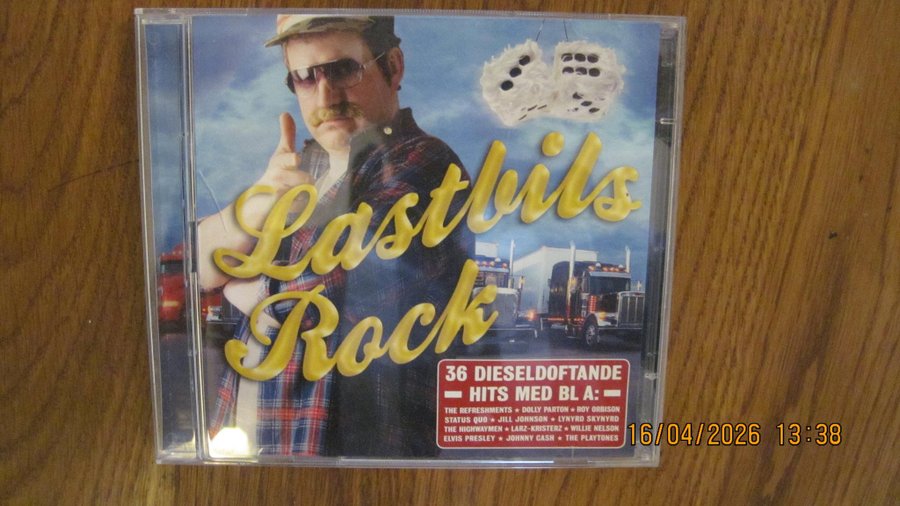 Lastbils
Rock
36 DIESELDOFTANDE
HITS MED BL A:
THE REFRESHMENTS ★ DOLLY PARTON ★ ROY ORBISON
STATUS QUO ★ JILL JOHNSON ★ LYNYRD SKYNYRD
THE HIGHWAYMEN ★ LARZ-KRISTERZ ★ WILLIE NELSON
ELVIS PRESLEY ★ JOHNNY CASH ★ THE PLAYTONES
16/04/2026 13:38